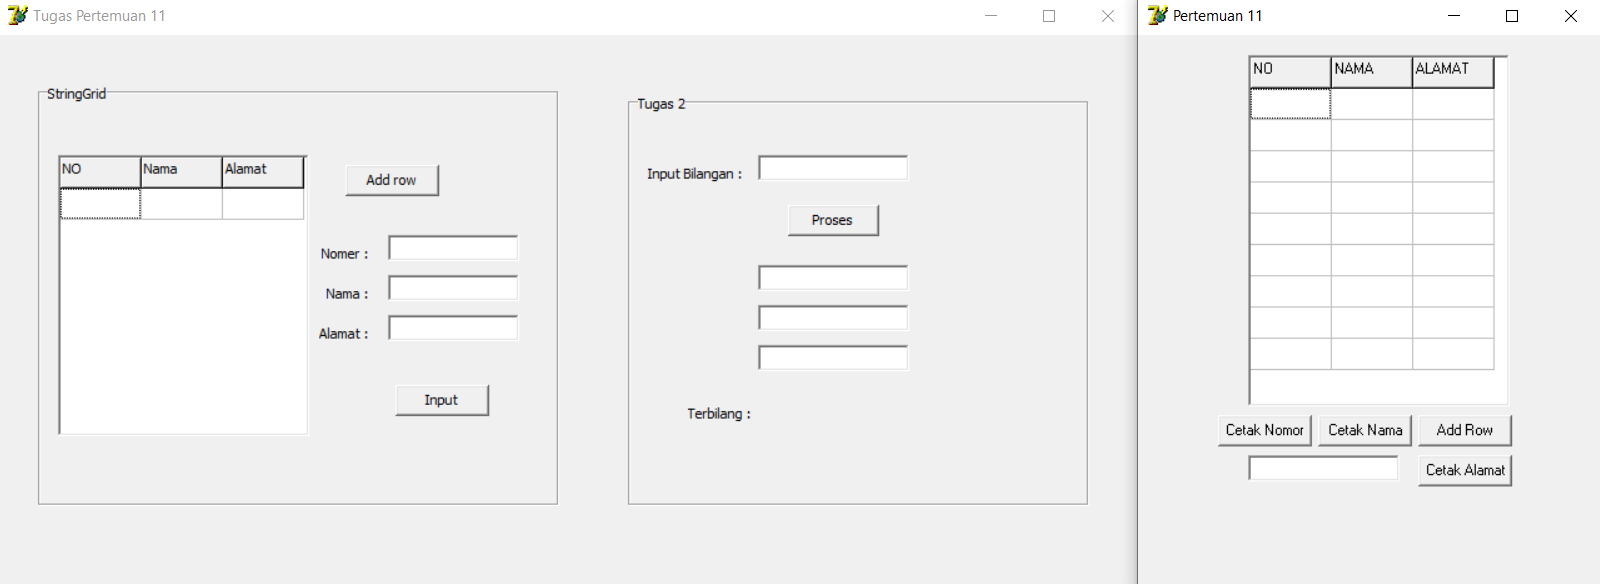 Tugas Pertemuan 11
StringGrid
NO Nama Alamat
Add row
Nomer :
Nama :
Alamat :
Input
Tugas 2
Input Bilangan :
Proses
Terbilang :
Pertemuan 11
NO NAMA ALAMAT
Cetak Nomor Cetak Nama Add Row
Cetak Alamat